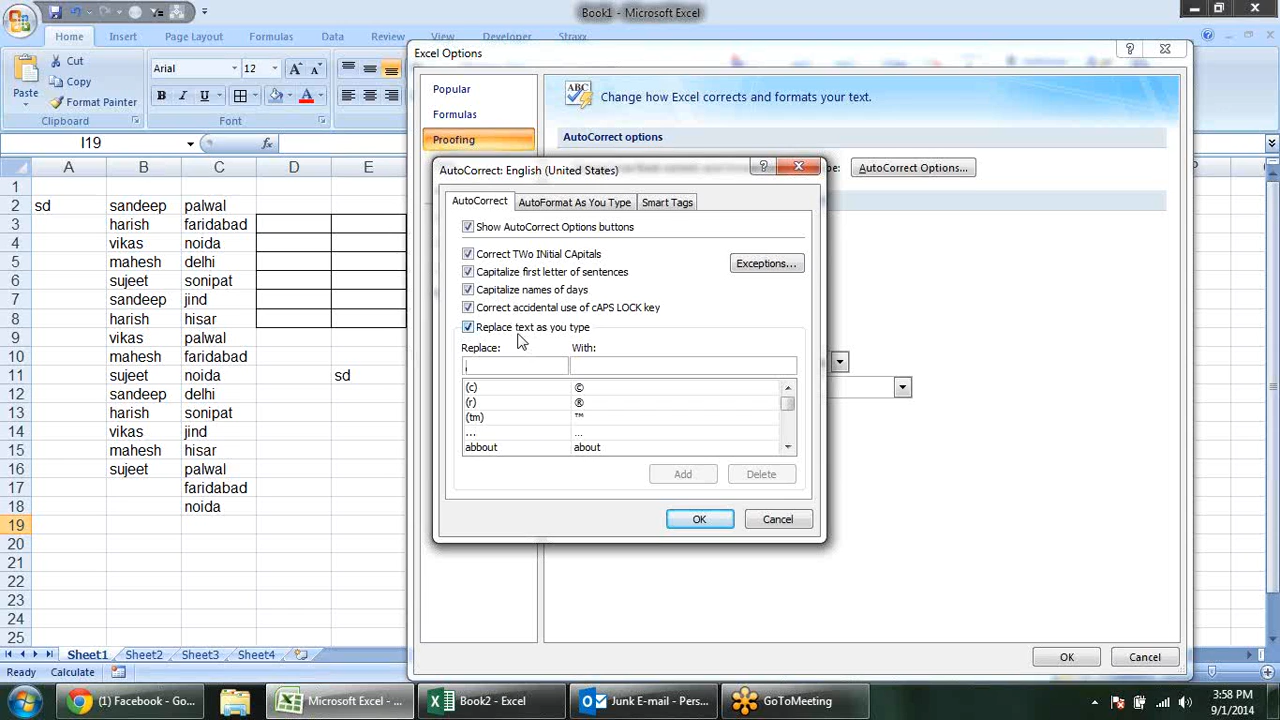 Book1 - Microsoft Excel
Home Insert Page Layout Formulas Data Review View Developer Straxx
Excel Options
Cut
Copy
Format Painter
Paste
Clipboard
Arial 12
B I U A
Font
Popular
Formulas
Proofing
ABC
Change how Excel corrects and formats your text.
AutoCorrect options
AutoCorrect Options...
I19
fx
A B C D E P
1
2 sd sandeep palwal
3 harish faridabad
4 vikas noida
5 mahesh delhi
6 sujeet sonipat
7 sandeep jind
8 harish hisar
9 vikas palwal
10 mahesh faridabad
11 sujeet noida sd
12 sandeep delhi
13 harish sonipat
14 vikas jind
15 mahesh hisar
16 sujeet palwal
17 faridabad
18 noida
19
20
21
22
23
24
25
AutoCorrect: English (United States)
AutoCorrect AutoFormat As You Type Smart Tags
Show AutoCorrect Options buttons
Correct TWo INitial CApitals
Exceptions...
Capitalize first letter of sentences
Capitalize names of days
Correct accidental use of cAPS LOCK key
Replace text as you type
Replace: With:
(c) ©
(r) ®
(tm) ™
... ...
abbout about
Add Delete
OK Cancel
OK Cancel
Sheet1 Sheet2 Sheet3 Sheet4
Ready Calculate
(1) Facebook - Go...
Microsoft Excel - ...
Book2 - Excel
Junk E-mail - Pers...
GoToMeeting
3:58 PM
9/1/2014